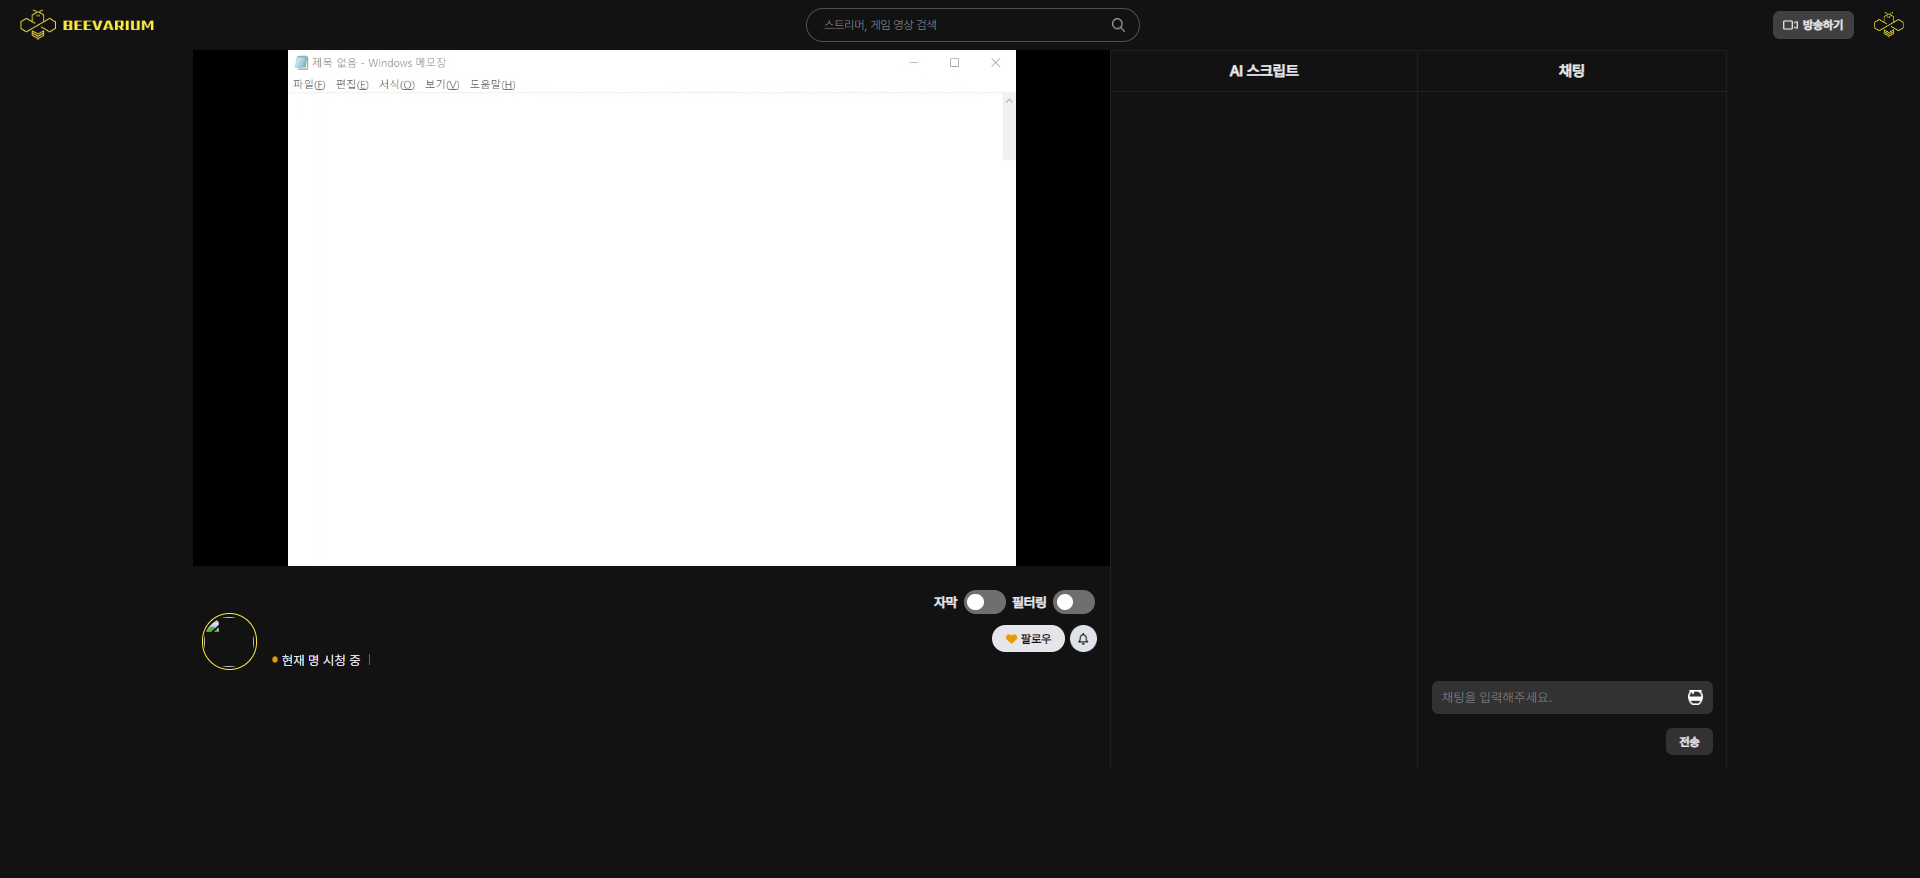 BEEVARIUM
스트리머, 게임 영상 검색
방송하기
제목 없음 - Windows 메모장
파일(F) 편집(E) 서식(O) 보기(V) 도움말(H)
AI 스크립트
채팅
자막
필터링
팔로우
현재 명 시청 중 |
채팅을 입력해주세요.
전송